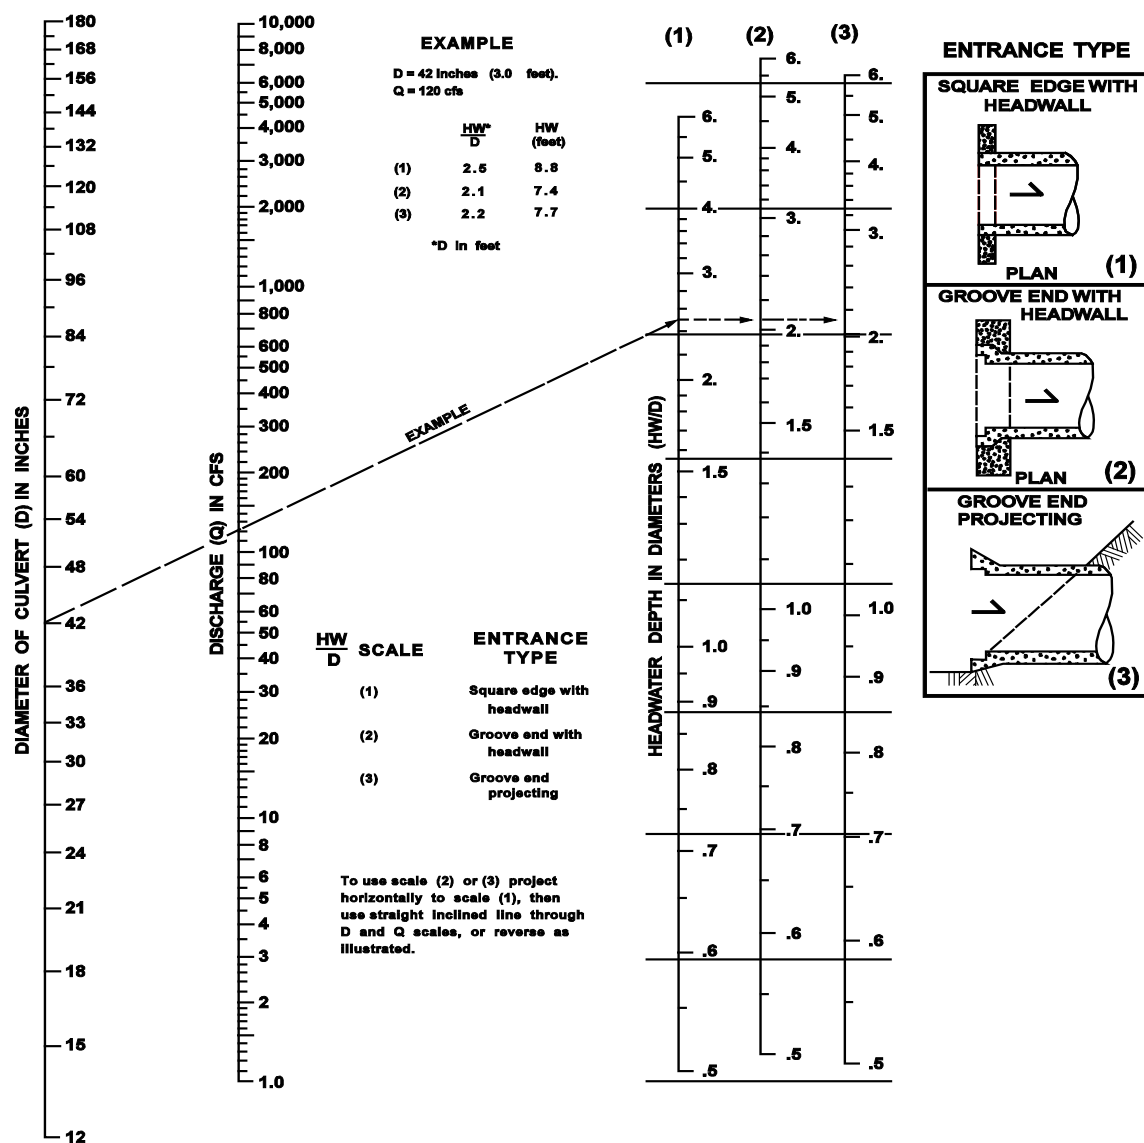 180
168
156
144
132
120
108
96
84
72
60
54
48
42
36
33
30
27
24
21
18
15
12
DIAMETER OF CULVERT (D) IN INCHES
10,000
8,000
6,000
5,000
4,000
3,000
2,000
1,000
800
600
500
400
300
200
100
80
60
50
40
30
20
10
8
6
5
4
3
2
1.0
DISCHARGE (Q) IN CFS
EXAMPLE
D = 42 inches (3.0 feet).
Q = 120 cfs
HW* HW
D (feet)
(1) 2.5 8.8
(2) 2.1 7.4
(3) 2.2 7.7
*D in feet
EXAMPLE
HW
D SCALE ENTRANCE
TYPE
(1) Square edge with
headwall
(2) Groove end with
headwall
(3) Groove end
projecting
To use scale (2) or (3) project
horizontally to scale (1), then
use straight inclined line through
D and Q scales, or reverse as
illustrated.
HEADWATER DEPTH IN DIAMETERS (HW/D)
(1)
6.
5.
4.
3.
2.
1.5
1.0
.9
.8
.7
.6
.5
(2)
6.
5.
4.
3.
2.
1.5
1.0
.9
.8
.7
.6
.5
(3)
6.
5.
4.
3.
2.
1.5
1.0
.9
.8
.7
.6
.5
ENTRANCE TYPE
SQUARE EDGE WITH
HEADWALL
PLAN
(1)
GROOVE END WITH
HEADWALL
PLAN
(2)
GROOVE END
PROJECTING
(3)